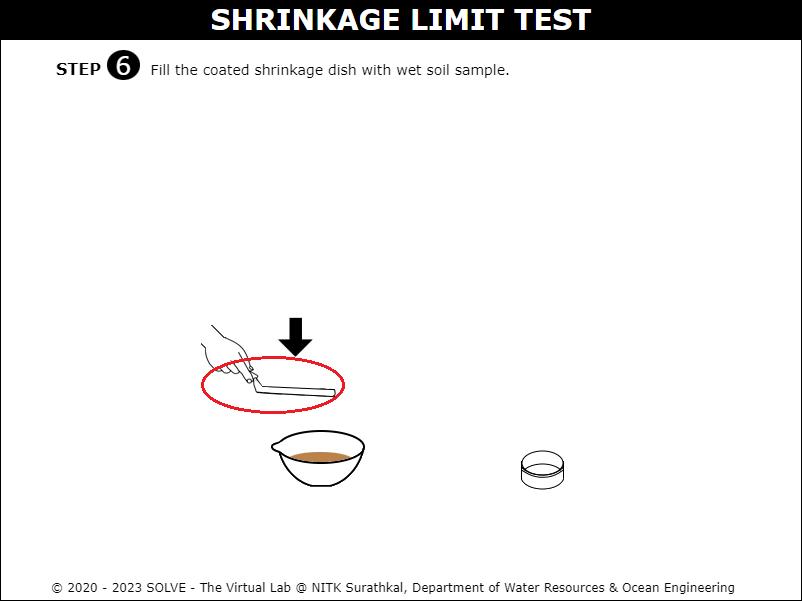 SHRINKAGE LIMIT TEST
STEP 6 Fill the coated shrinkage dish with wet soil sample.
© 2020 - 2023 SOLVE - The Virtual Lab @ NITK Surathkal, Department of Water Resources & Ocean Engineering